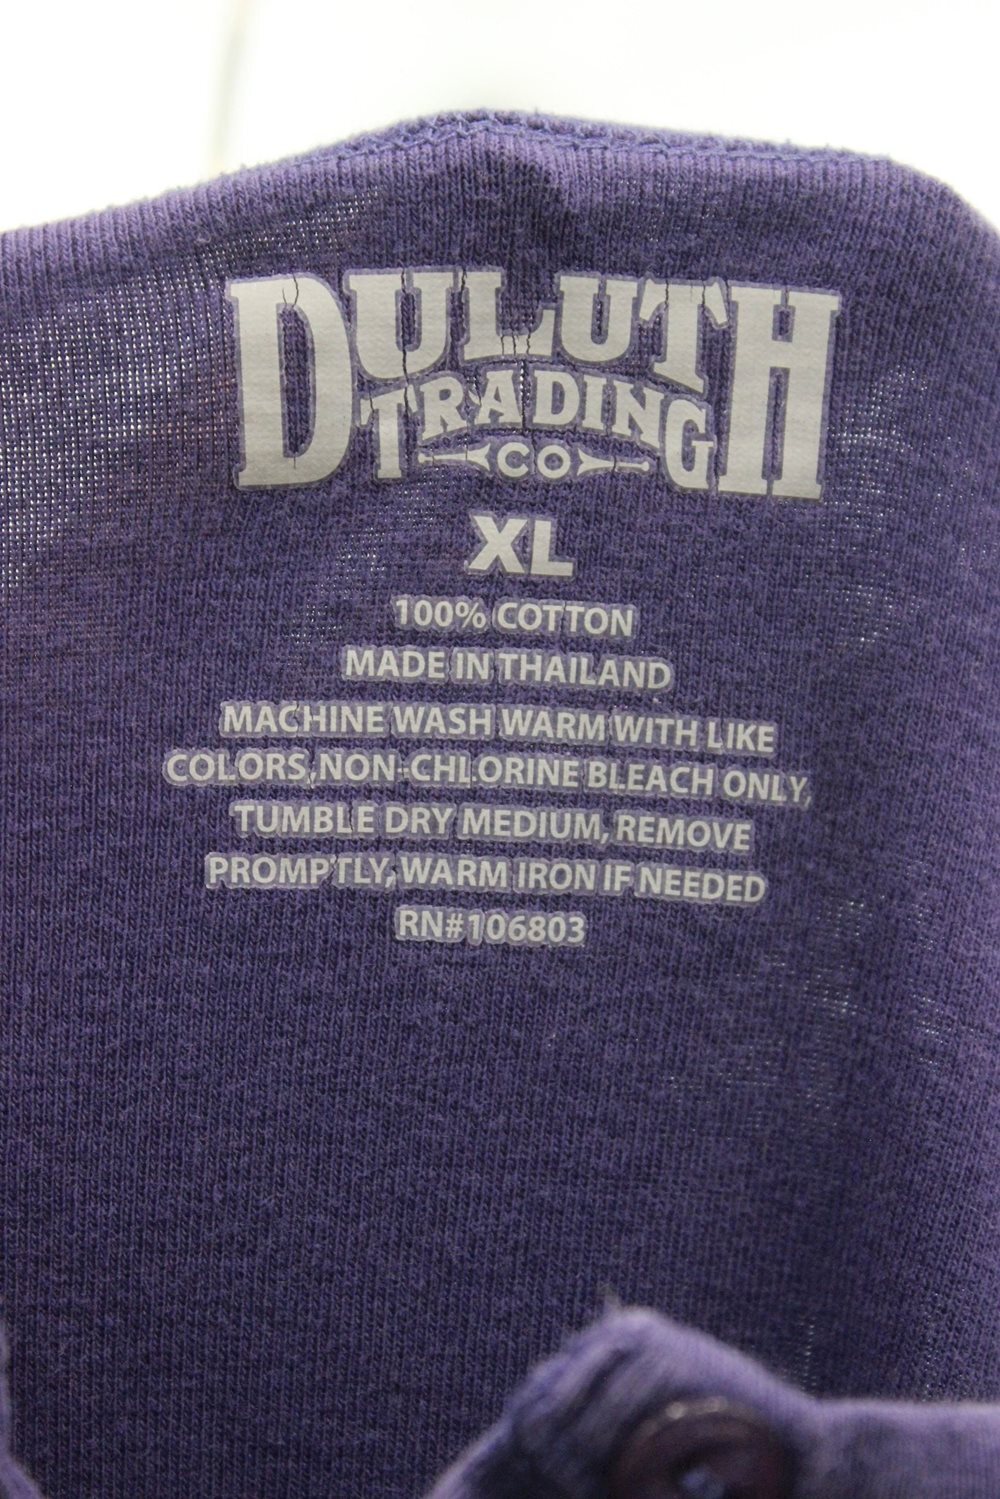 DULUTH
TRADING
CO
XL
100% COTTON
MADE IN THAILAND
MACHINE WASH WARM WITH LIKE
COLORS, NON-CHLORINE BLEACH ONLY,
TUMBLE DRY MEDIUM, REMOVE
PROMPTLY, WARM IRON IF NEEDED
RN#106803